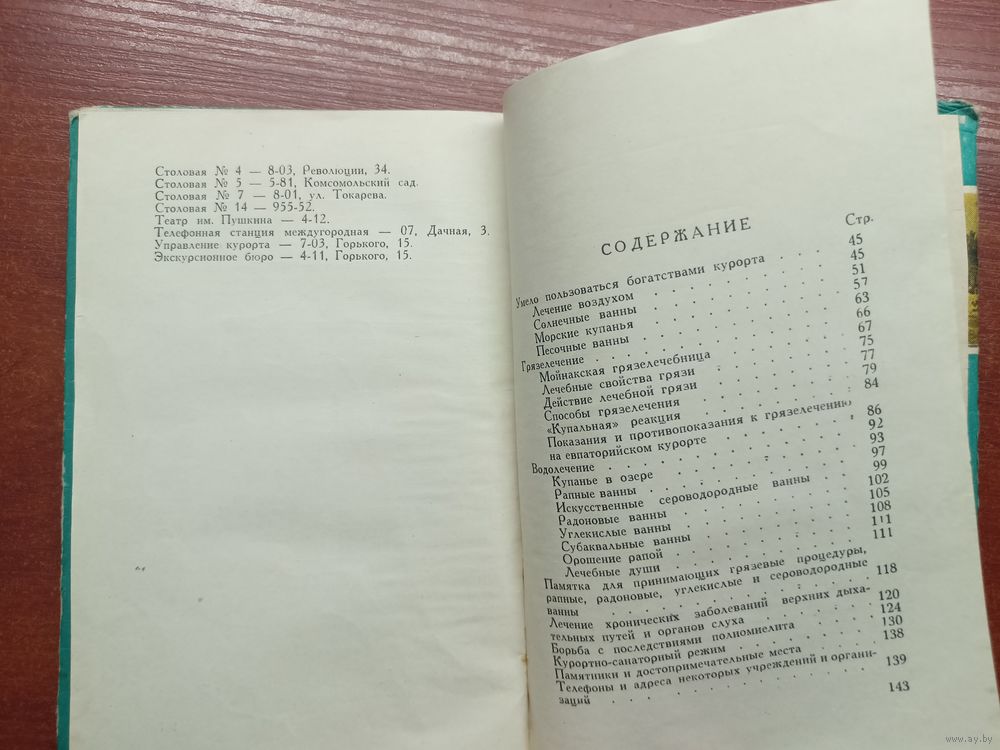 Столовая № 4 — 8-03, Революции, 34.
Столовая № 5 — 5-81, Комсомольский сад.
Столовая № 7 — 8-01, ул. Токарева.
Столовая № 14 — 955-52.
Театр им. Пушкина — 4-12.
Телефонная станция междугородная — 07, Дачная, 3.
Управление курорта — 7-03, Горького, 15.
Экскурсионное бюро — 4-11, Горького, 15.
СОДЕРЖАНИЕ
Стр.
Умело пользоваться богатствами курорта . . . 45
Лечение воздухом . . . 45
Солнечные ванны . . . 51
Морские купанья . . . 57
Песочные ванны . . . 63
Грязелечение . . . 66
Мойнакская грязелечебница . . . 67
Лечебные свойства грязи . . . 75
Действие лечебной грязи . . . 77
Способы грязелечения . . . 79
«Купальная» реакция . . . 84
Показания и противопоказания к грязелечению
на евпаторийском курорте . . . 86
Водолечение . . . 92
Купанье в озере . . . 93
Рапные ванны . . . 97
Искусственные сероводородные ванны . . . 99
Радоновые ванны . . . 102
Углекислые ванны . . . 105
Субаквальные ванны . . . 108
Орошение рапой . . . 111
Лечебные души . . . 111
Памятка для принимающих грязевые процедуры,
рапные, радоновые, углекислые и сероводородные
ванны . . . 118
Лечение хронических заболеваний верхних дыха-
тельных путей и органов слуха . . . 120
Борьба с последствиями полиомиелита . . . 124
Курортно-санаторный режим . . . 130
Памятники и достопримечательные места . . . 138
Телефоны и адреса некоторых учреждений и органи- 139
заций . . . 143
www.ay.by